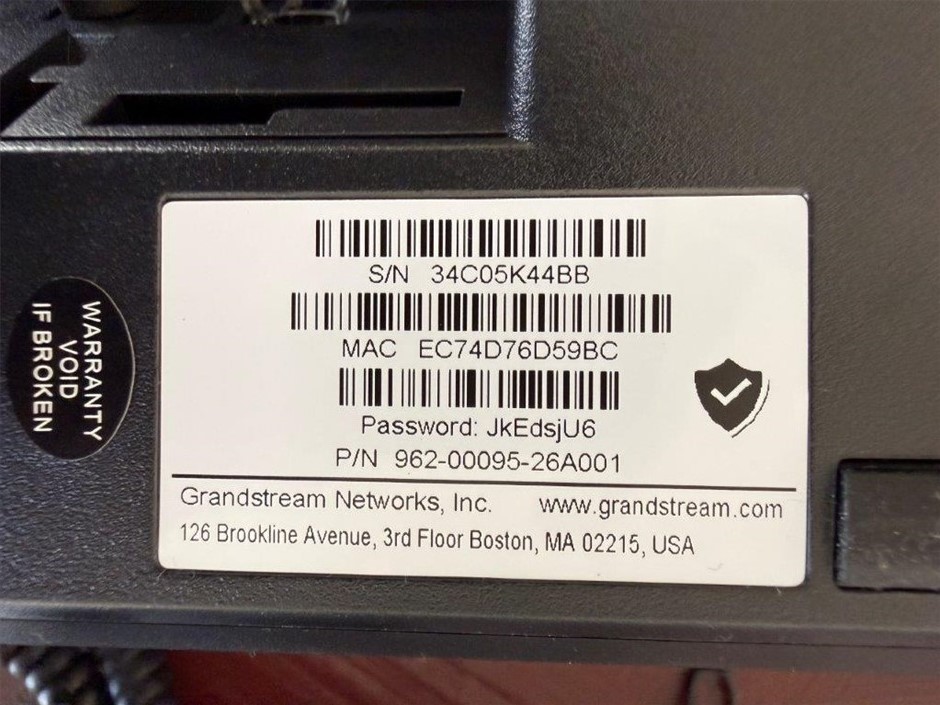 S/N 34C05K44BB
MAC EC74D76D59BC
Password: JkEdsjU6
P/N 962-00095-26A001
Grandstream Networks, Inc. www.grandstream.com
126 Brookline Avenue, 3rd Floor Boston, MA 02215, USA
WARRANTY
VOID
IF BROKEN